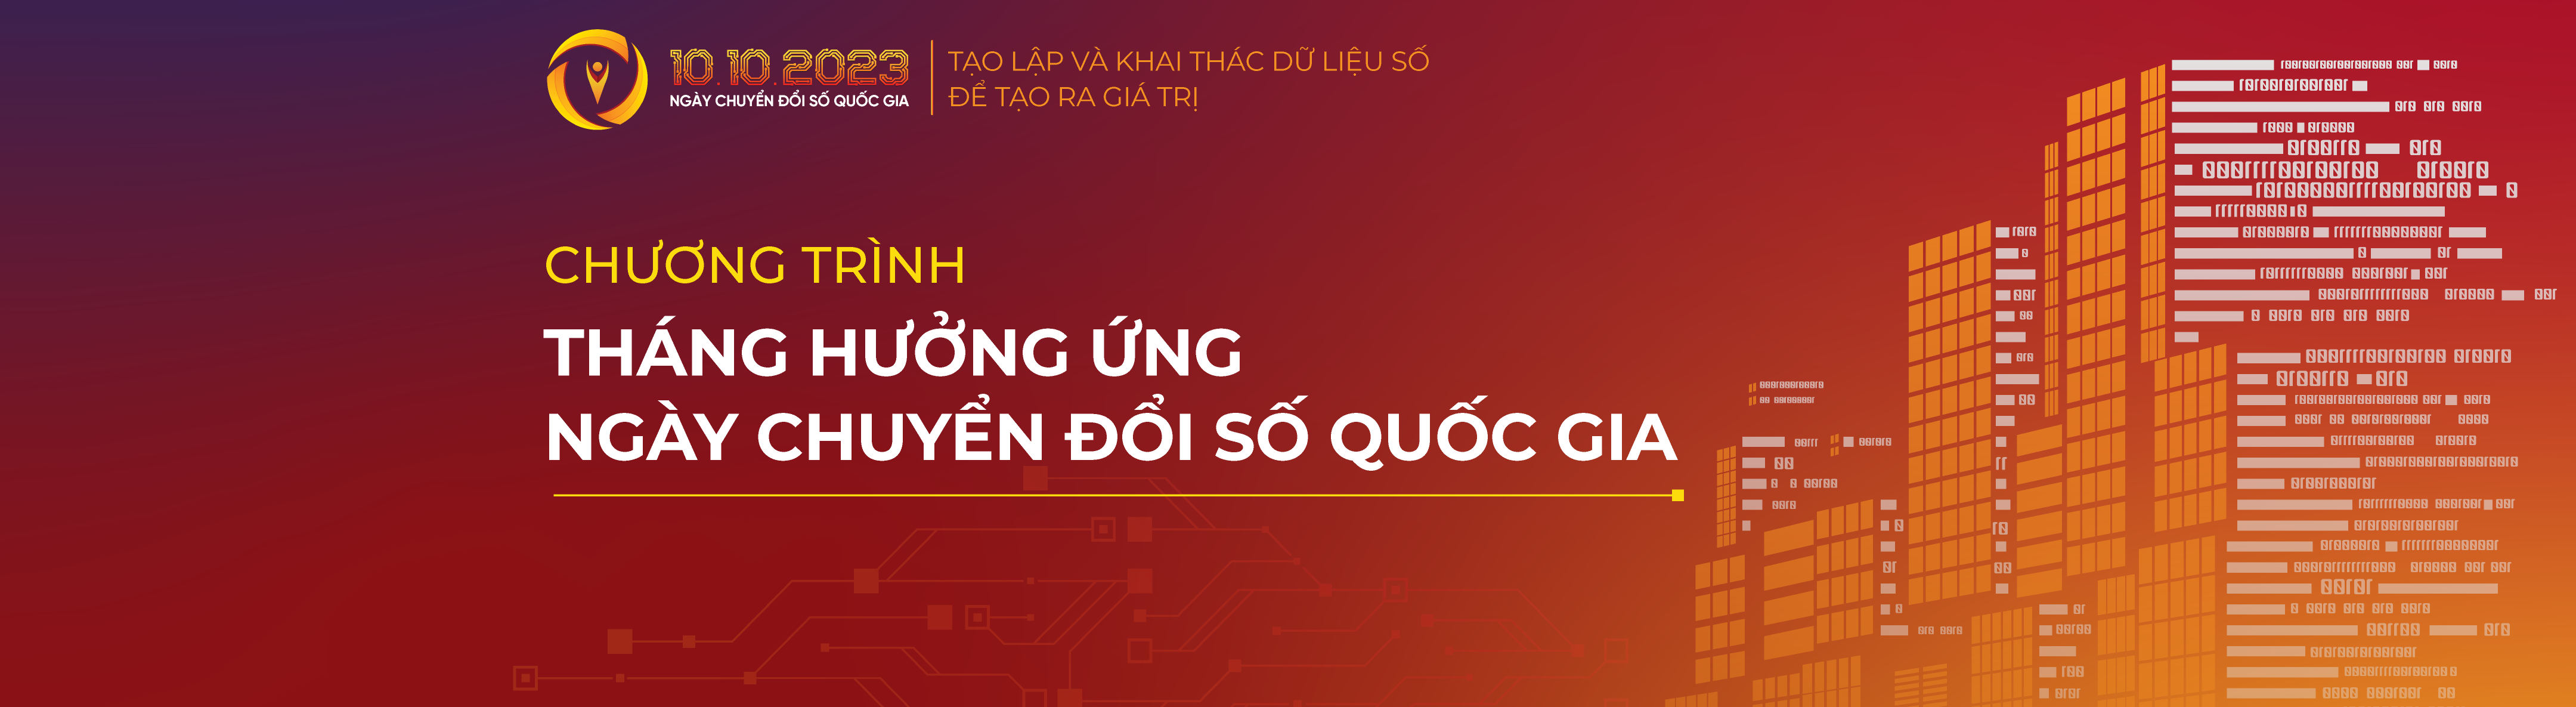 10.10.2023
NGÀY CHUYỂN ĐỔI SỐ QUỐC GIA
TẠO LẬP VÀ KHAI THÁC DỮ LIỆU SỐ
ĐỂ TẠO RA GIÁ TRỊ
CHƯƠNG TRÌNH
THÁNG HƯỞNG ỨNG
NGÀY CHUYỂN ĐỔI SỐ QUỐC GIA